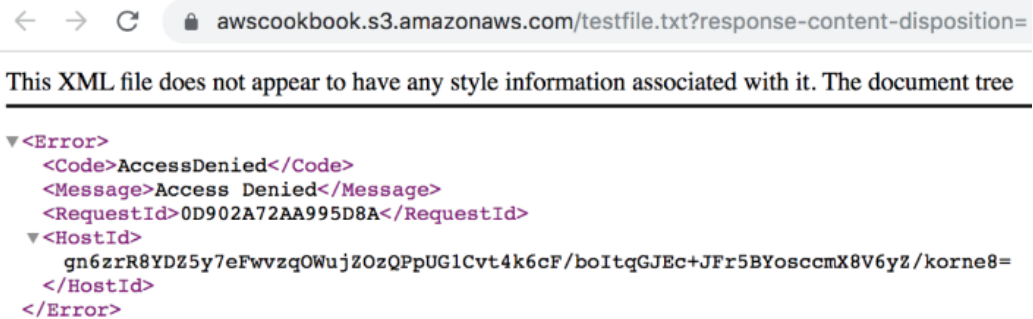 awscookbook.s3.amazonaws.com/testfile.txt?response-content-disposition=
This XML file does not appear to have any style information associated with it. The document tree
<Error>
<Code>AccessDenied</Code>
<Message>Access Denied</Message>
<RequestId>0D902A72AA995D8A</RequestId>
<HostId>
gn6zrR8YDZ5y7eFwvzqOWujZOzQPpUG1Cvt4k6cF/boItqGJEc+JFr5BYosccmX8V6yZ/korne8=
</HostId>
</Error>